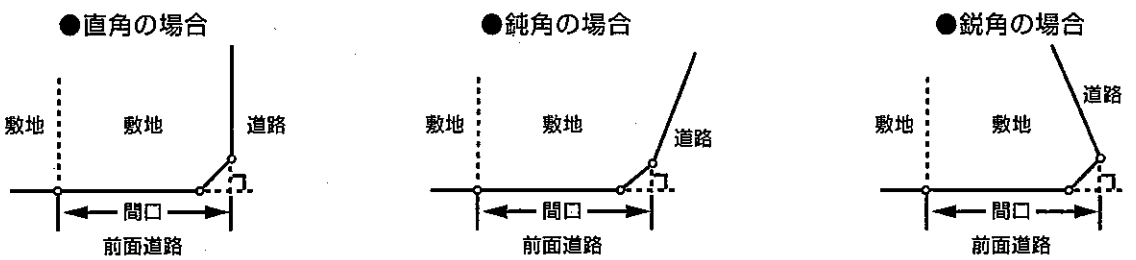 ●直角の場合
敷地
敷地
道路
間口
前面道路
●鈍角の場合
敷地
敷地
道路
間口
前面道路
●鋭角の場合
敷地
敷地
道路
間口
前面道路